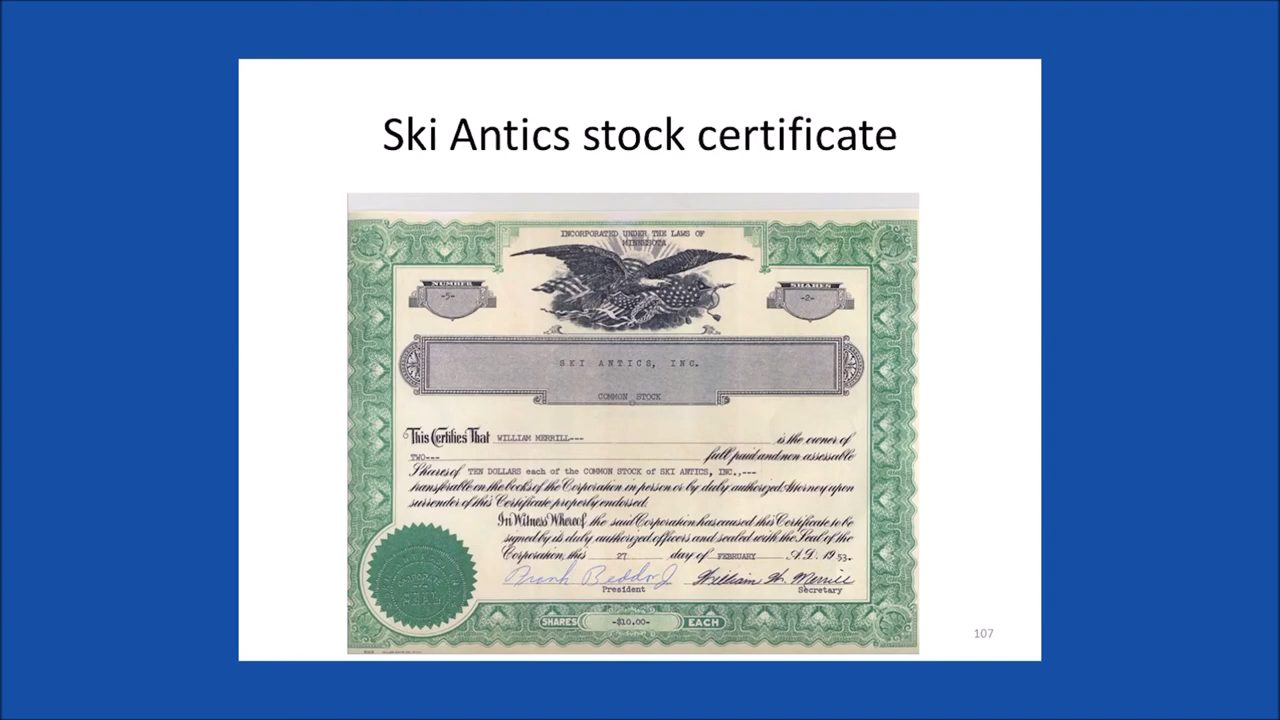 Ski Antics stock certificate
INCORPORATED UNDER THE LAWS OF
MINNESOTA
NUMBER
SHARES
-5-
-2-
SKI ANTICS, INC.
COMMON STOCK
This Certifies That WILLIAM MERRILL--- is the owner of
TWO--- full paid and non-assessable
Shares of TEN DOLLARS each of the COMMON STOCK of SKI ANTICS, INC.,---
transferable on the books of the Corporation in person or by duly authorized Attorney upon
surrender of this Certificate properly endorsed.
In Witness Whereof the said Corporation has caused this Certificate to be
signed by its duly authorized officers and sealed with the Seal of the
Corporation, this 27 day of FEBRUARY A.D. 1953.
Frank Beddor Jr William H. Merrill
President Secretary
SHARES -$10.00- EACH
107